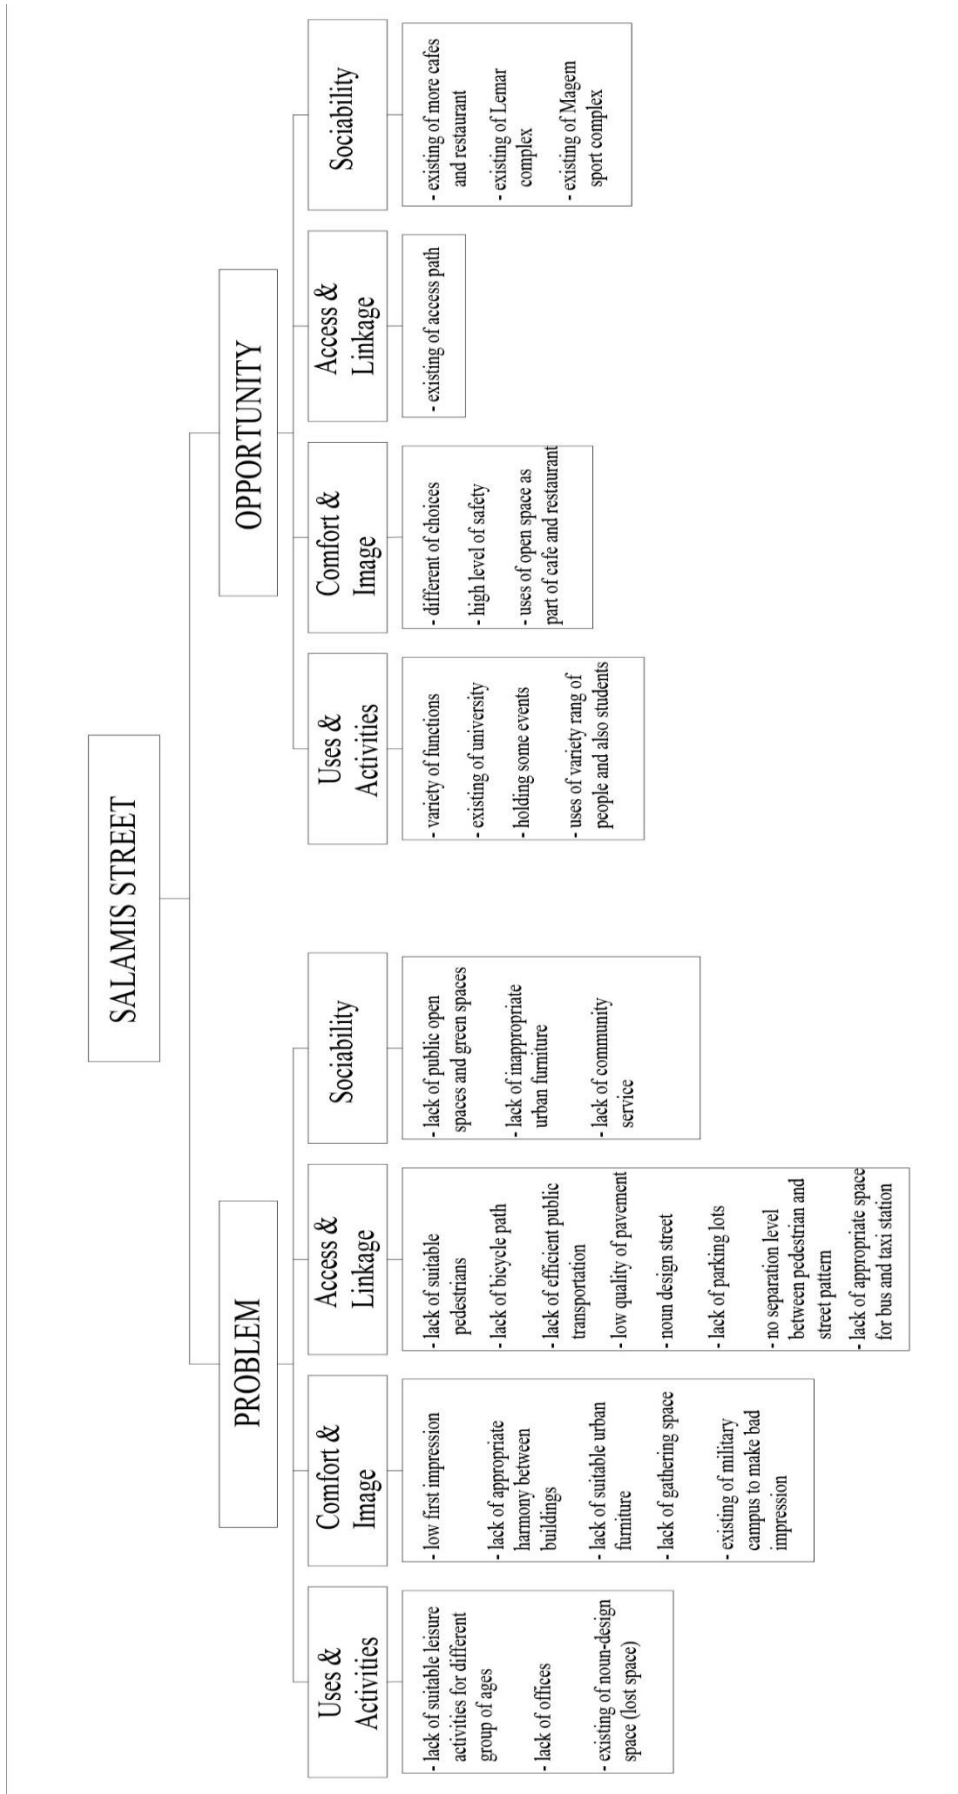 SALAMIS STREET
PROBLEM
Uses &
Activities
- lack of suitable leisure
activities for different
group of ages
- lack of offices
- existing of noun-design
space (lost space)
Comfort &
Image
- low first impression
- lack of appropriate
harmony between
buildings
- lack of suitable urban
furniture
- lack of gathering space
- existing of military
campus to make bad
impression
Access &
Linkage
- lack of suitable
pedestrians
- lack of bicycle path
- lack of efficient public
transportation
- low quality of pavement
- noun design street
- lack of parking lots
- no separation level
between pedestrian and
street pattern
- lack of appropriate space
for bus and taxi station
Sociability
- lack of public open
spaces and green spaces
- lack of inappropriate
urban furniture
- lack of community
service
OPPORTUNITY
Uses &
Activities
- variety of functions
- existing of university
- holding some events
- uses of variety rang of
people and also students
Comfort &
Image
- different of choices
- high level of safety
- uses of open space as
part of cafe and restaurant
Access &
Linkage
- existing of access path
Sociability
- existing of more cafes
and restaurant
- existing of Lemar
complex
- existing of Magem
sport complex